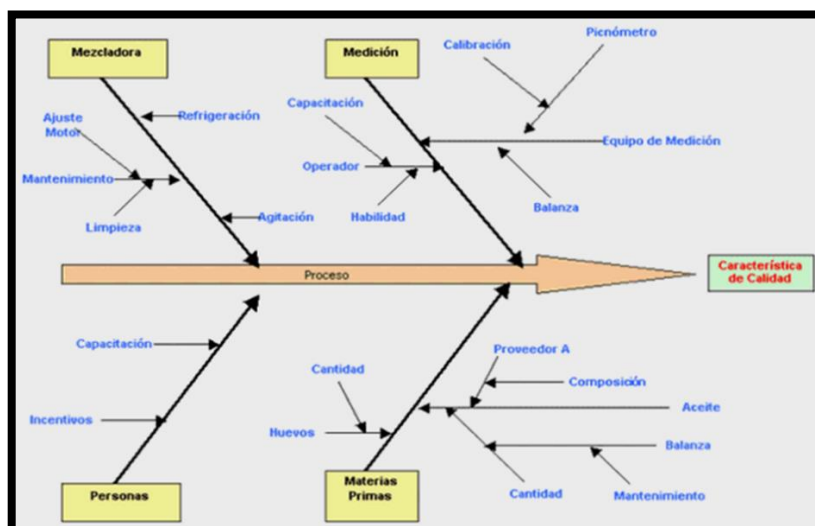 Mezcladora
Medición
Picnómetro
Calibración
Capacitación
Refrigeración
Ajuste
Motor
Equipo de Medición
Operador
Mantenimiento
Balanza
Habilidad
Agitación
Limpieza
Proceso
Característica
de Calidad
Capacitación
Proveedor A
Cantidad
Composición
Aceite
Incentivos
Huevos
Balanza
Cantidad
Mantenimiento
Personas
Materias
Primas